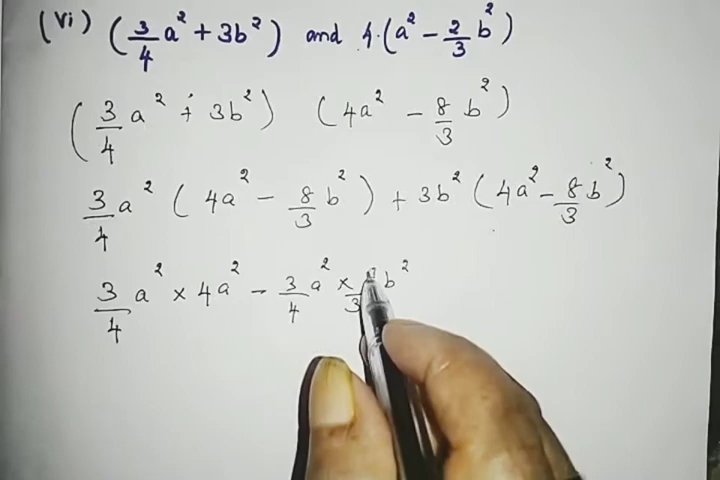 (vi) (3/4 a² + 3b²) and 4·(a² − 2/3 b²)
(3/4 a² + 3b²) (4a² − 8/3 b²)
3/4 a² (4a² − 8/3 b²) + 3b² (4a² − 8/3 b²)
3/4 a² × 4a² − 3/4 a² × /3 b²